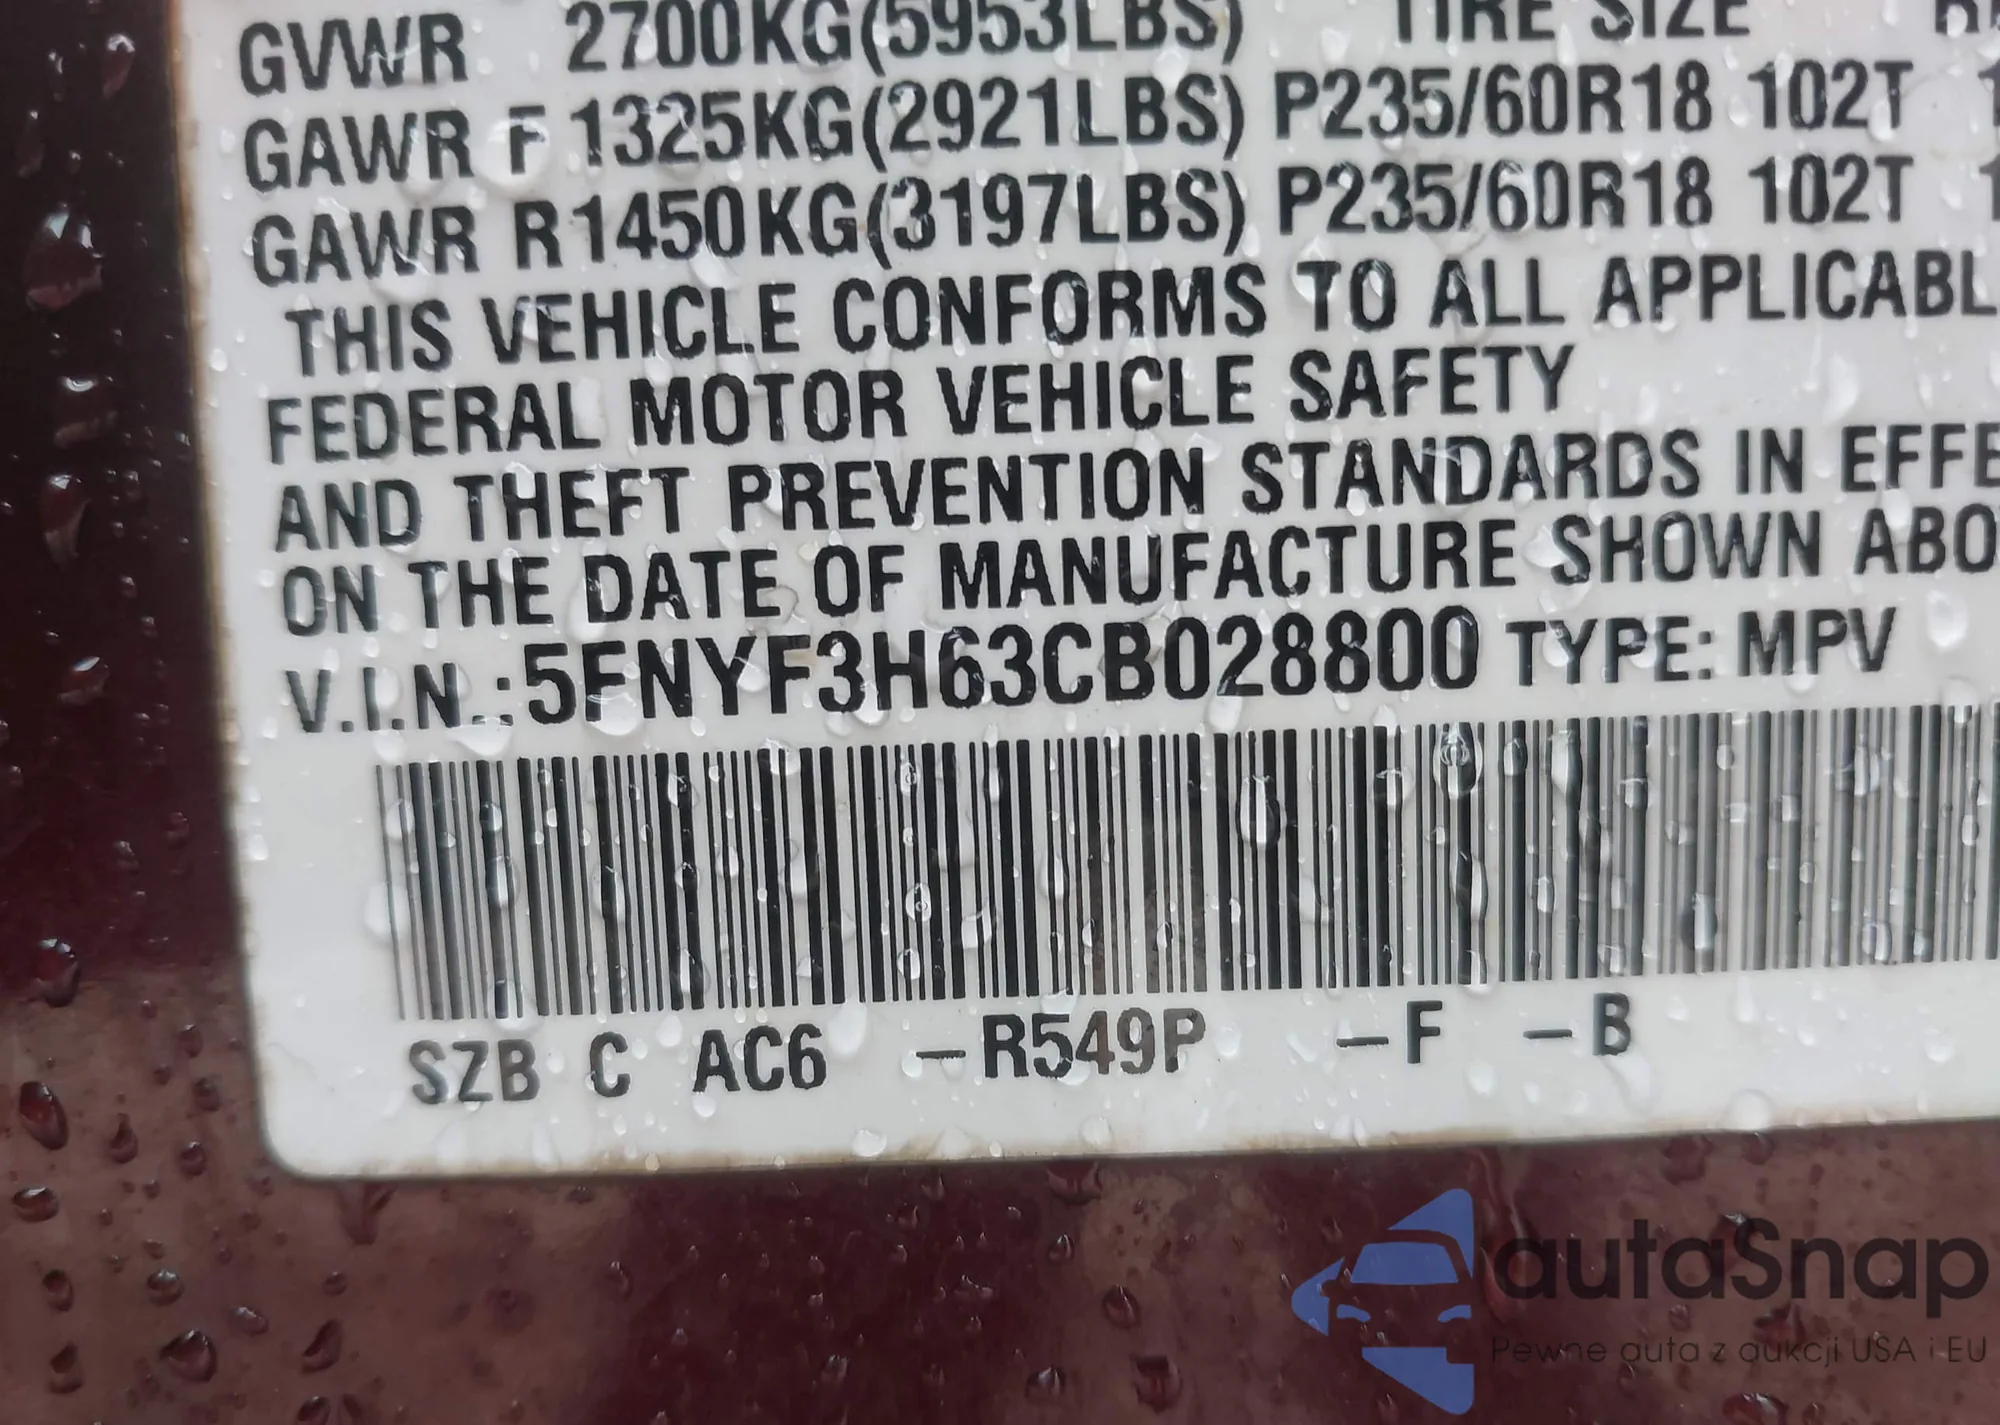 GVWR 2700KG(5953LBS) TIRE SIZE
GAWR F 1325KG(2921LBS) P235/60R18 102T
GAWR R1450KG(3197LBS) P235/60R18 102T
THIS VEHICLE CONFORMS TO ALL APPLICABL
FEDERAL MOTOR VEHICLE SAFETY
AND THEFT PREVENTION STANDARDS IN EFFE
ON THE DATE OF MANUFACTURE SHOWN ABO
V.I.N.:5FNYF3H63CB028800 TYPE: MPV
SZB C AC6 -R549P -F -B
autaSnap
Pewne auta z aukcji USA i EU